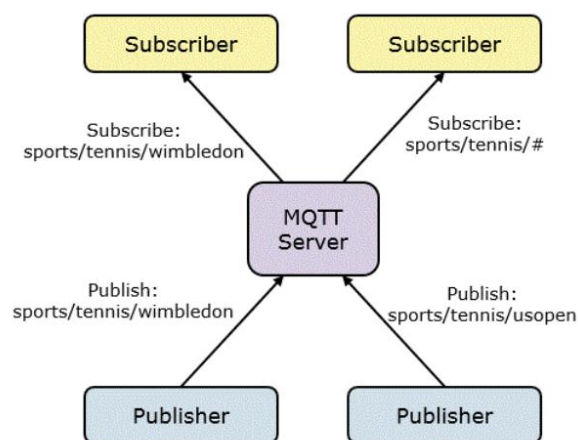 Subscriber
Subscriber
Subscribe:
sports/tennis/wimbledon
Subscribe:
sports/tennis/#
MQTT
Server
Publish:
sports/tennis/wimbledon
Publish:
sports/tennis/usopen
Publisher
Publisher